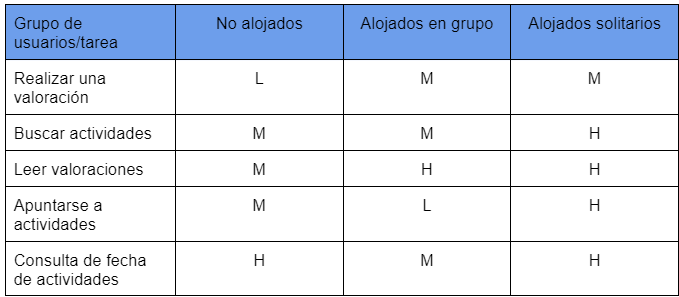 Grupo de usuarios/tarea No alojados Alojados en grupo Alojados solitarios
Realizar una valoración L M M
Buscar actividades M M H
Leer valoraciones M H H
Apuntarse a actividades M L H
Consulta de fecha de actividades H M H